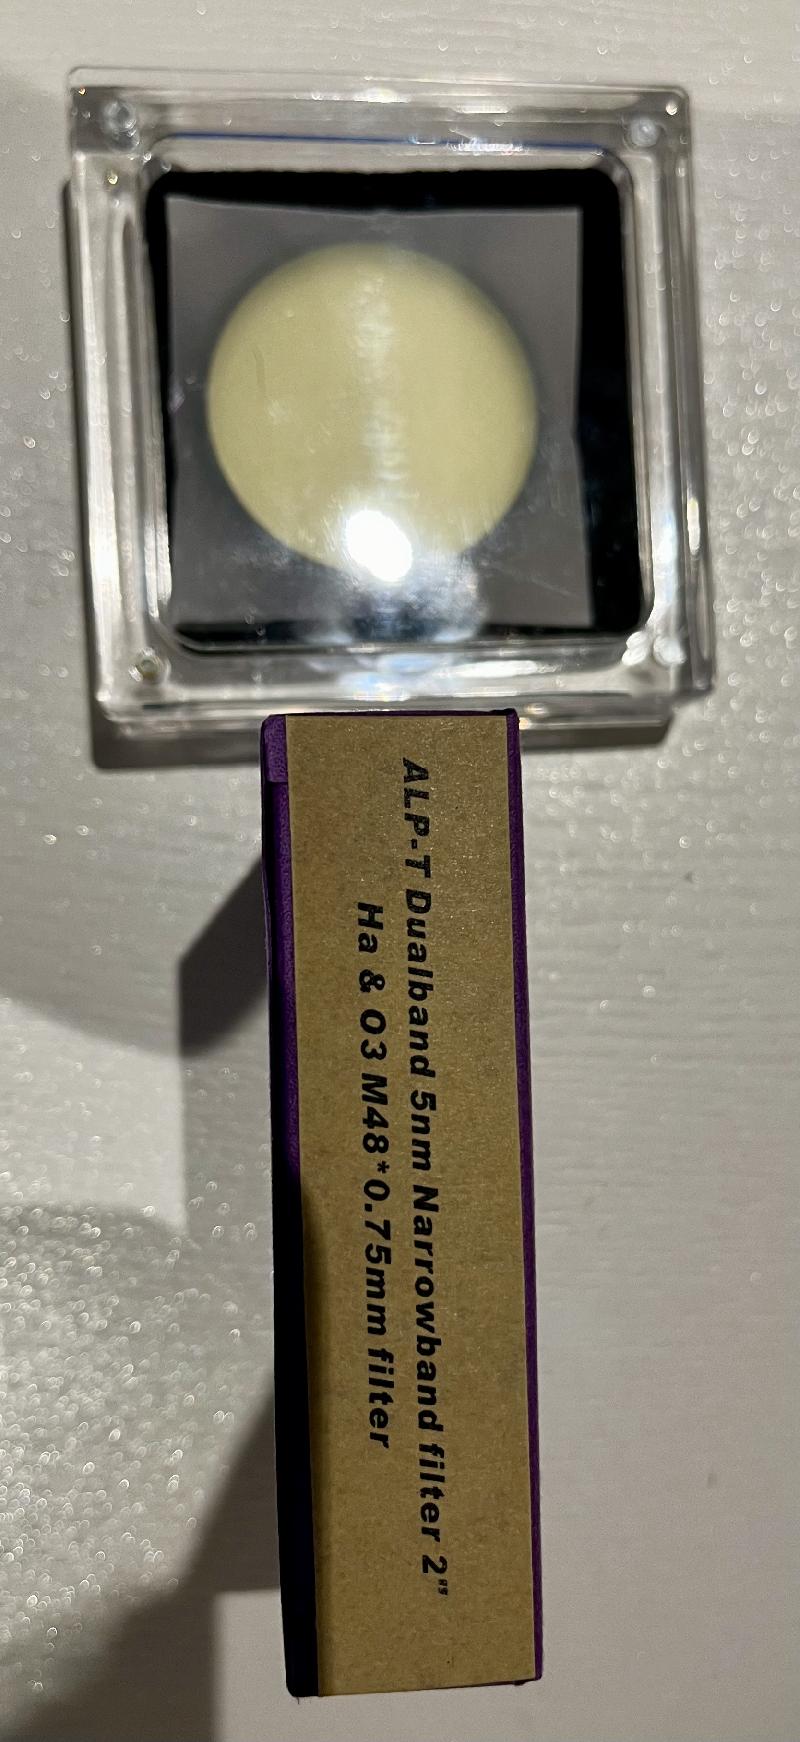 ALP-T Dualband 5nm Narrowband filter 2"
Ha & O3 M48*0.75mm filter